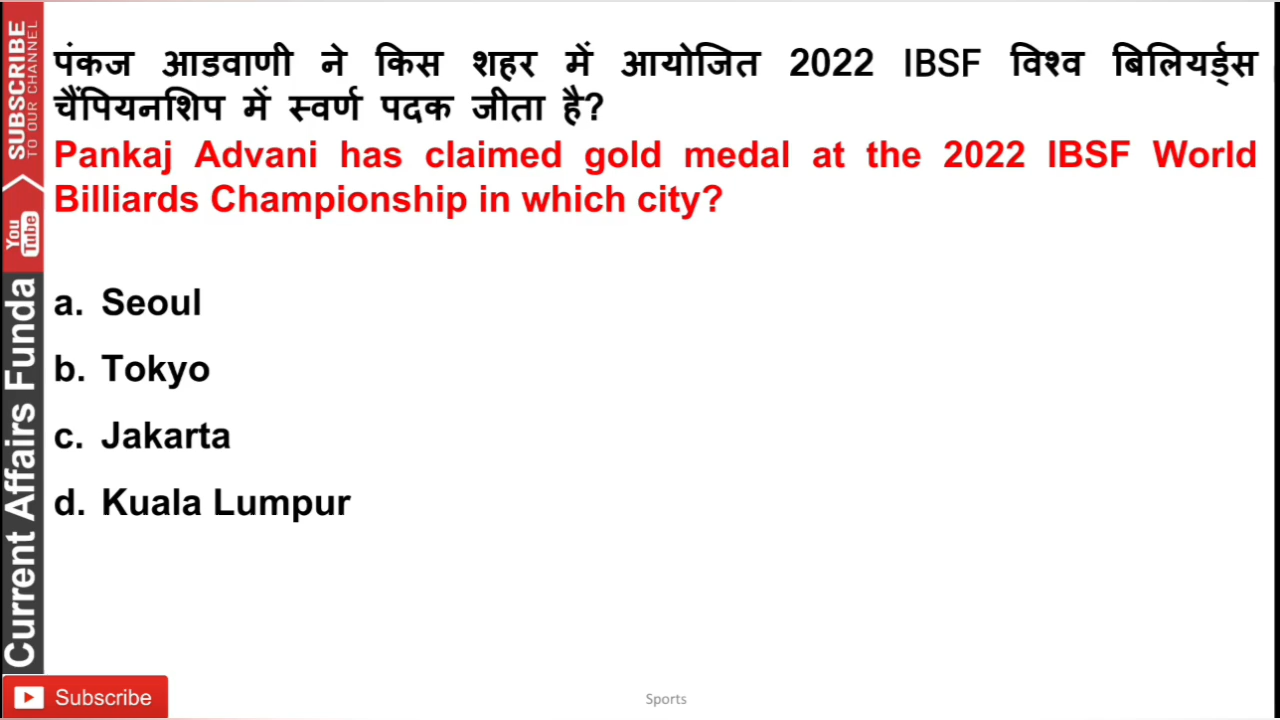 पंकज आडवाणी ने किस शहर में आयोजित 2022 IBSF विश्व बिलियर्ड्स
चैंपियनशिप में स्वर्ण पदक जीता है?
Pankaj Advani has claimed gold medal at the 2022 IBSF World
Billiards Championship in which city?
a. Seoul
b. Tokyo
c. Jakarta
d. Kuala Lumpur
SUBSCRIBE
TO OUR CHANNEL
You
Tube
Current Affairs Funda
Subscribe
Sports